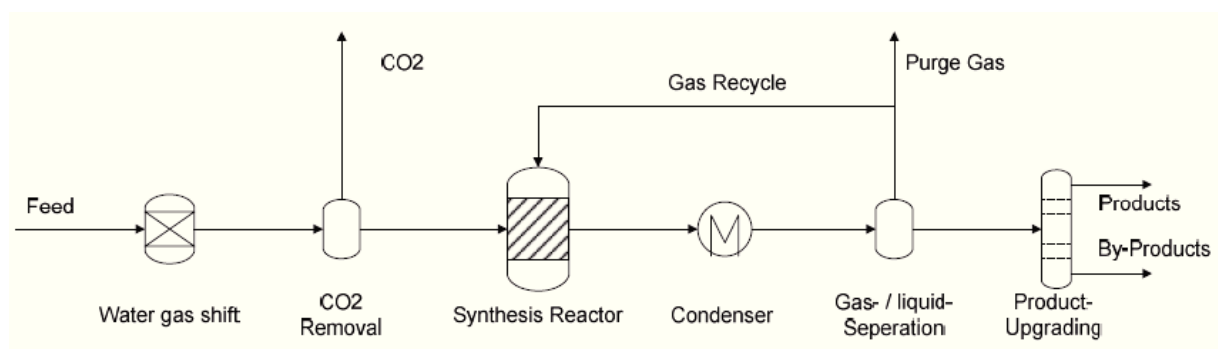 CO2
Purge Gas
Gas Recycle
Feed
Products
By-Products
Water gas shift
CO2
Removal
Synthesis Reactor
Condenser
Gas- / liquid-
Seperation
Product-
Upgrading